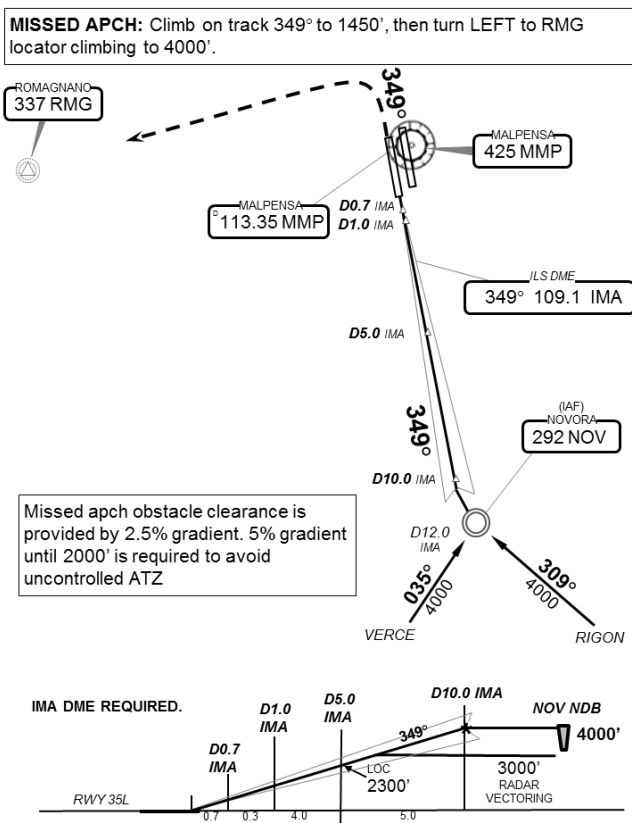 MISSED APCH: Climb on track 349° to 1450’, then turn LEFT to RMG
locator climbing to 4000’.
ROMAGNANO
337 RMG
349°
MALPENSA
425 MMP
MALPENSA
D 113.35 MMP
D0.7 IMA
D1.0 IMA
ILS DME
349° 109.1 IMA
D5.0 IMA
349°
(IAF)
NOVORA
292 NOV
D10.0 IMA
D12.0
IMA
Missed apch obstacle clearance is
provided by 2.5% gradient. 5% gradient
until 2000’ is required to avoid
uncontrolled ATZ
035°
4000
309°
4000
VERCE
RIGON
IMA DME REQUIRED.
D0.7
IMA
D1.0
IMA
D5.0
IMA
D10.0 IMA
NOV NDB
4000’
349°
LOC
2300’
3000’
RADAR
VECTORING
RWY 35L
0.7
0.3
4.0
5.0